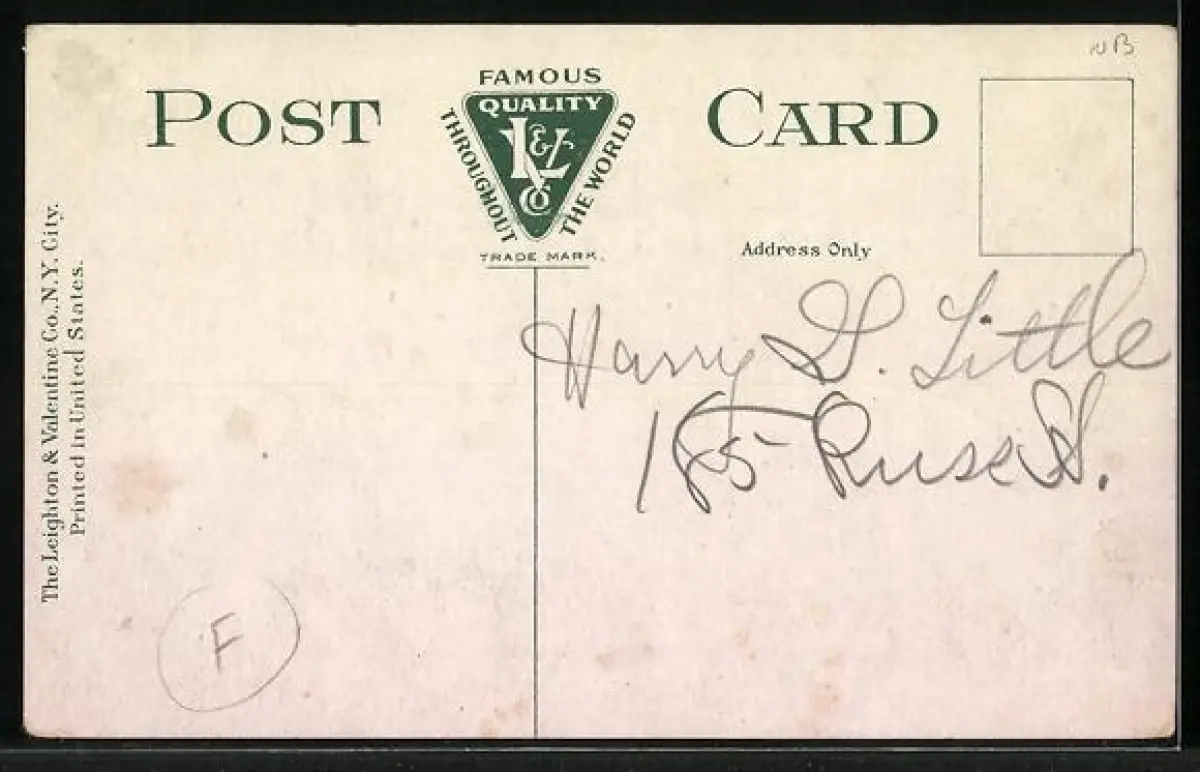 NB
POST CARD
FAMOUS
QUALITY
L&V
Co
THROUGHOUT
THE WORLD
TRADE MARK.
Address Only
The Leighton & Valentine Co., N.Y. City.
Printed in United States.
Harry G. Little
185 Russ St.
F